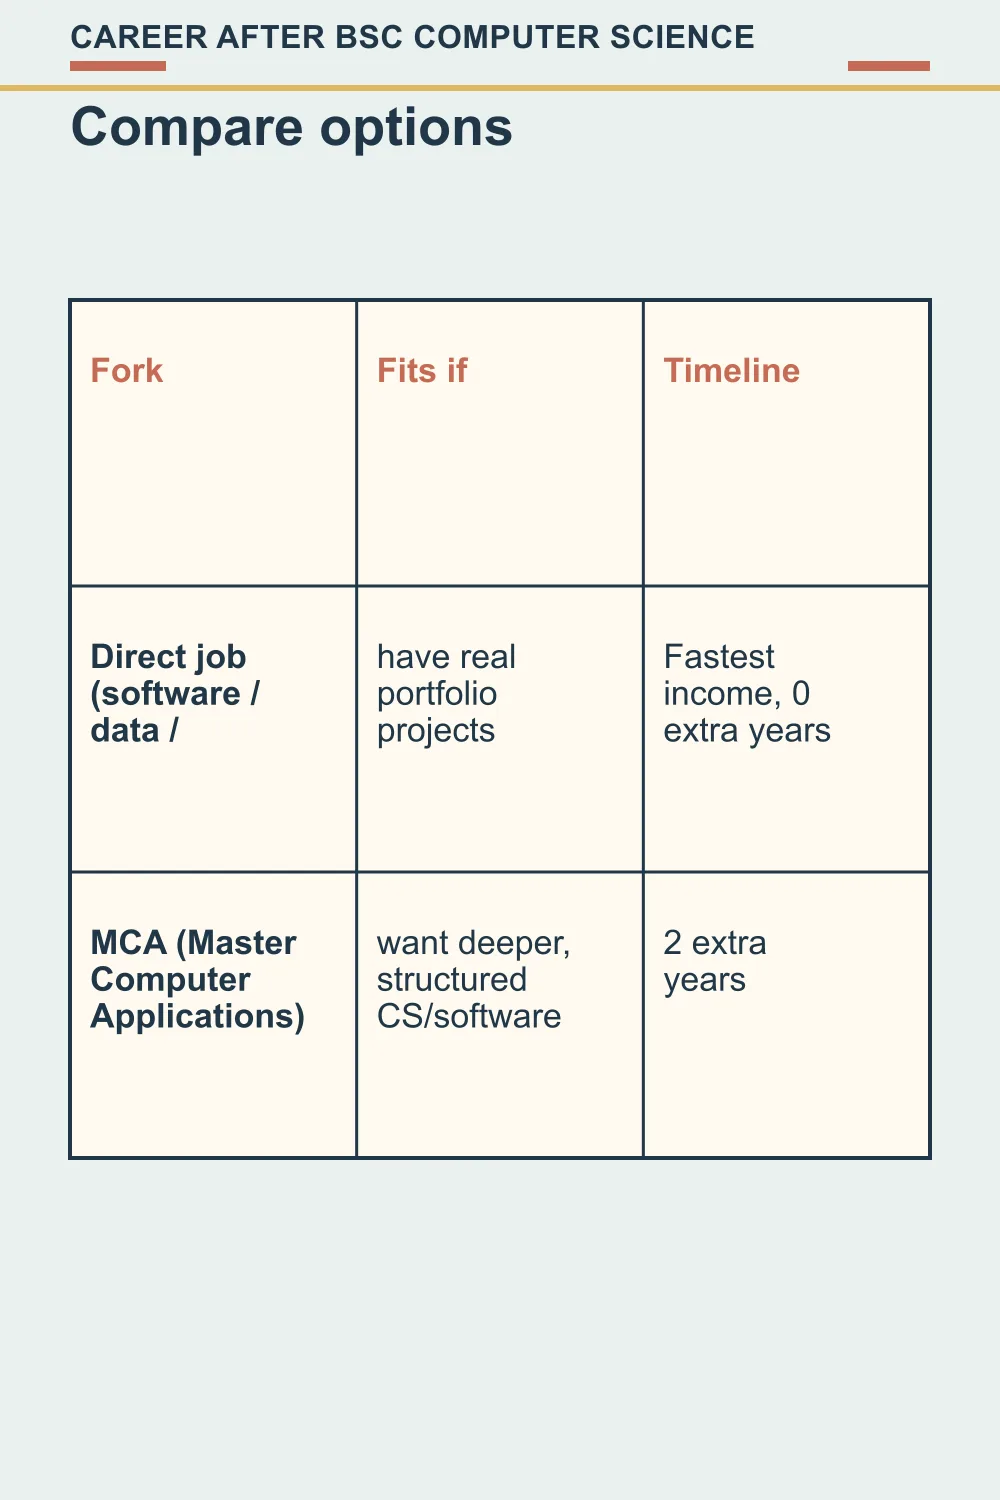 CAREER AFTER BSC COMPUTER SCIENCE
Compare options
Fork
Fits if
Timeline
Direct job
(software /
data /
have real
portfolio
projects
Fastest
income, 0
extra years
MCA (Master
Computer
Applications)
want deeper,
structured
CS/software
2 extra
years